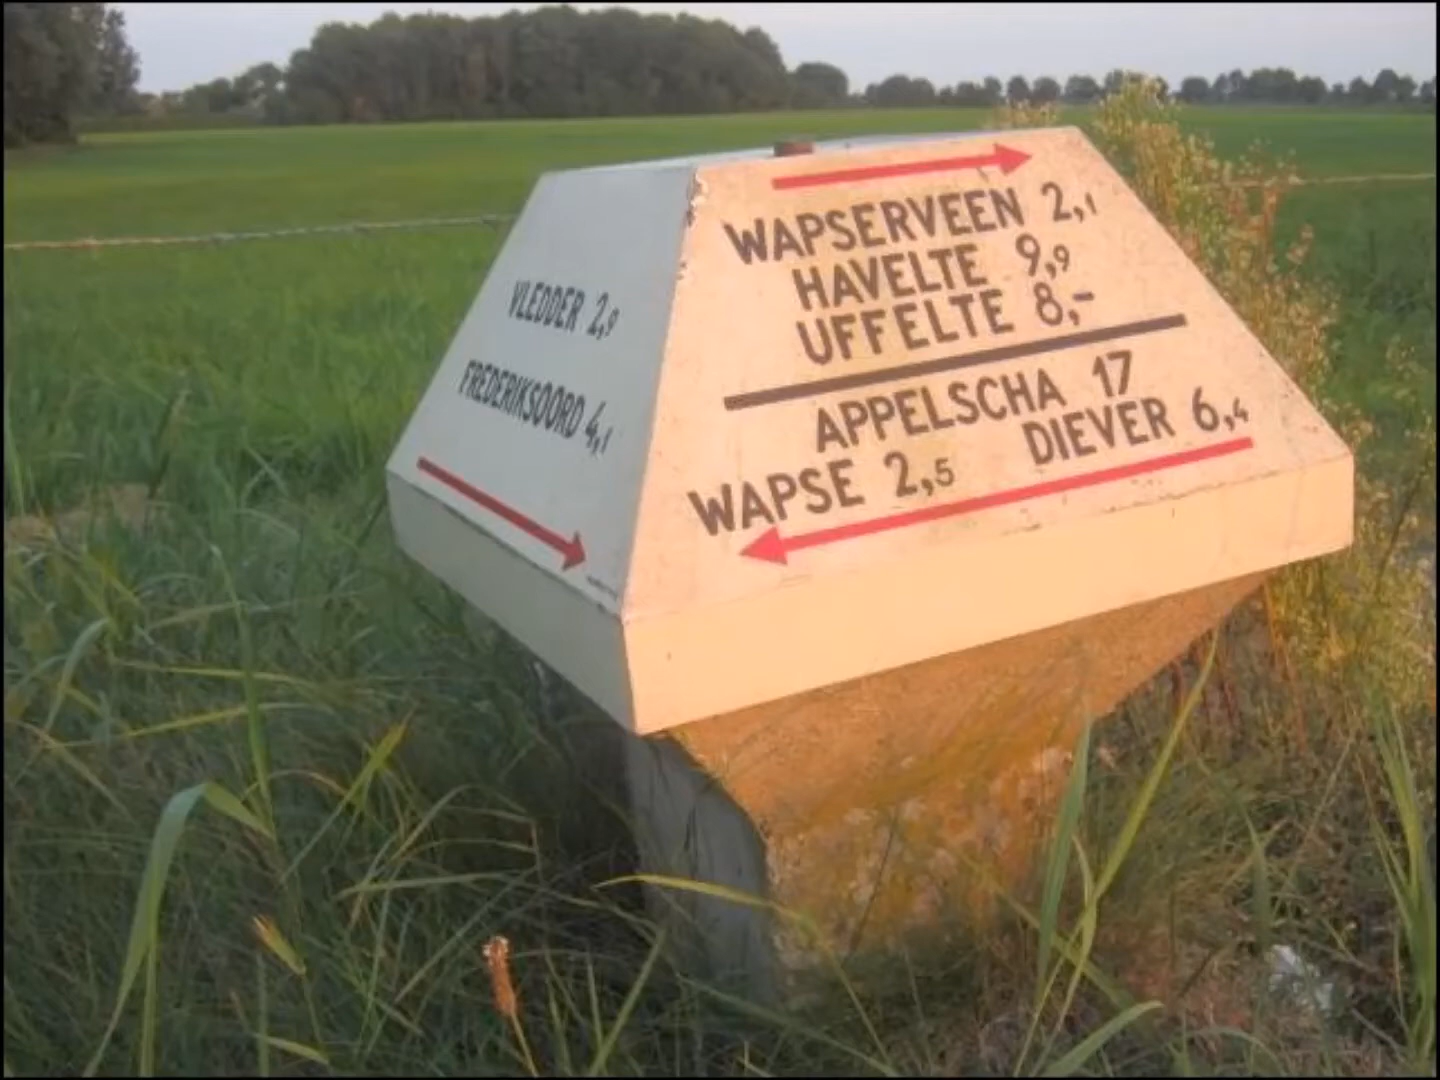 VLEDDER 2,9
FREDERIKSOORD 4,1
WAPSERVEEN 2,1
HAVELTE 9,9
UFFELTE 8,-
APPELSCHA 17
WAPSE 2,5 DIEVER 6,4